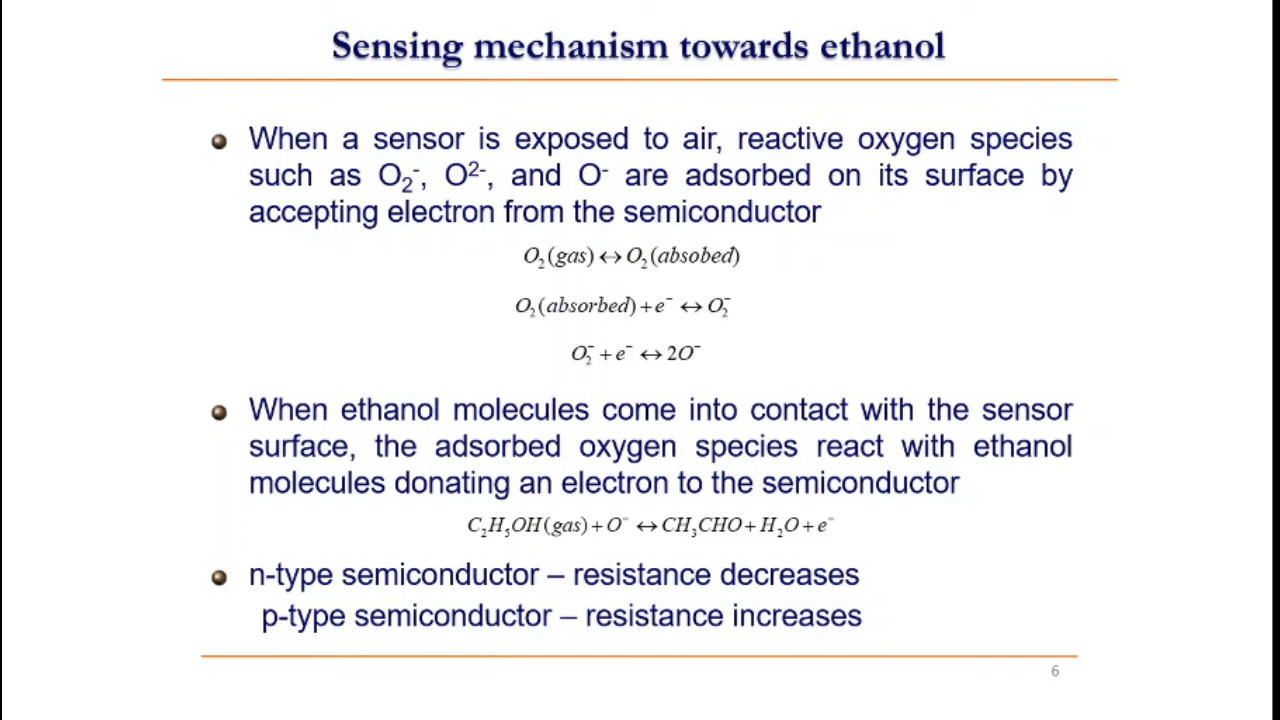 Sensing mechanism towards ethanol
When a sensor is exposed to air, reactive oxygen species
such as O₂⁻, O²⁻, and O⁻ are adsorbed on its surface by
accepting electron from the semiconductor
O₂(gas) ↔ O₂(absobed)
O₂(absorbed) + e⁻ ↔ O₂⁻
O₂⁻ + e⁻ ↔ 2O⁻
When ethanol molecules come into contact with the sensor
surface, the adsorbed oxygen species react with ethanol
molecules donating an electron to the semiconductor
C₂H₅OH(gas) + O⁻ ↔ CH₃CHO + H₂O + e⁻
n-type semiconductor – resistance decreases
p-type semiconductor – resistance increases
6